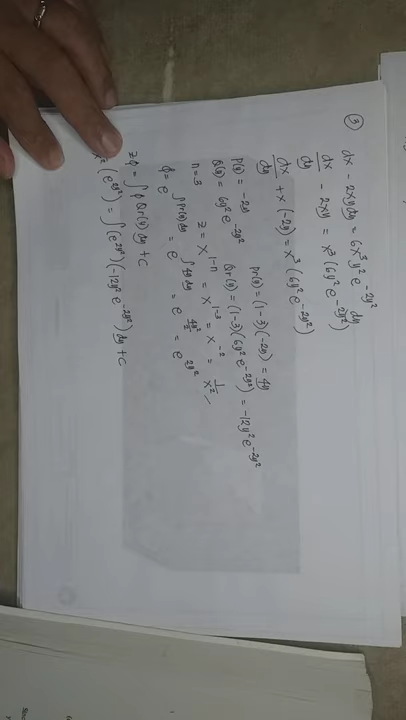 ③
dx - 2xy dy = 6x³y²e^{-2y²} dy
dx/dy - 2xy = x³(6y²e^{-2y²})
dx/dy + x(-2y) = x³(6y²e^{-2y²})
P(y) = -2y Pr(y) = (1-3)(-2y) = 4y
Q(y) = 6y²e^{-2y²} Qr(y) = (1-3)(6y²e^{-2y²}) = -12y²e^{-2y²}
n=3 z = x^{1-n} = x^{1-3} = x^{-2} = 1/x²
φ = e^{∫Pr(y)dy} = e^{∫4y dy} = e^{4y²/2} = e^{2y²}
zφ = ∫φ Qr(y) dy + C
x² (e^{2y²}) = ∫(e^{2y²})(-12y²e^{-2y²}) dy + C